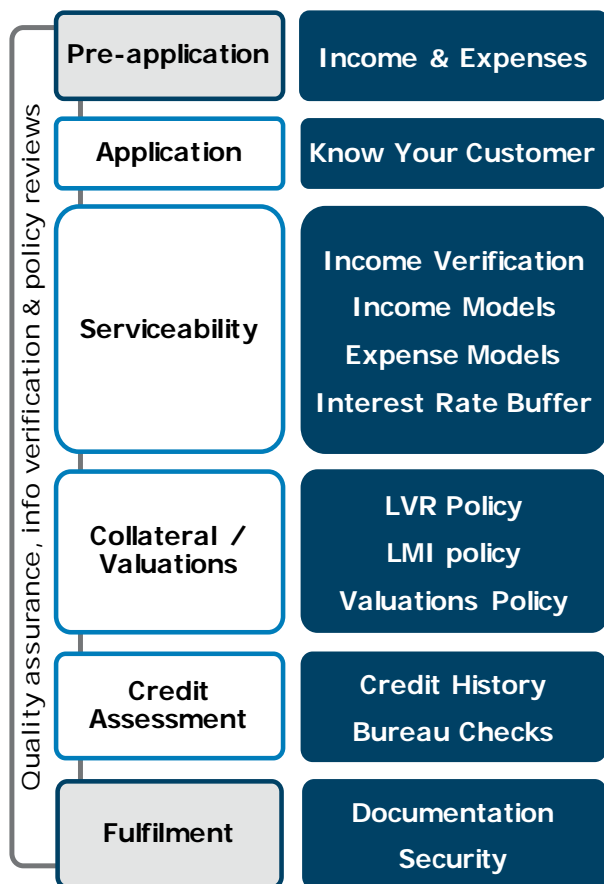 Quality assurance, info verification & policy reviews
Pre-application
Income & Expenses
Application
Know Your Customer
Serviceability
Income Verification
Income Models
Expense Models
Interest Rate Buffer
Collateral /
Valuations
LVR Policy
LMI policy
Valuations Policy
Credit
Assessment
Credit History
Bureau Checks
Fulfilment
Documentation
Security